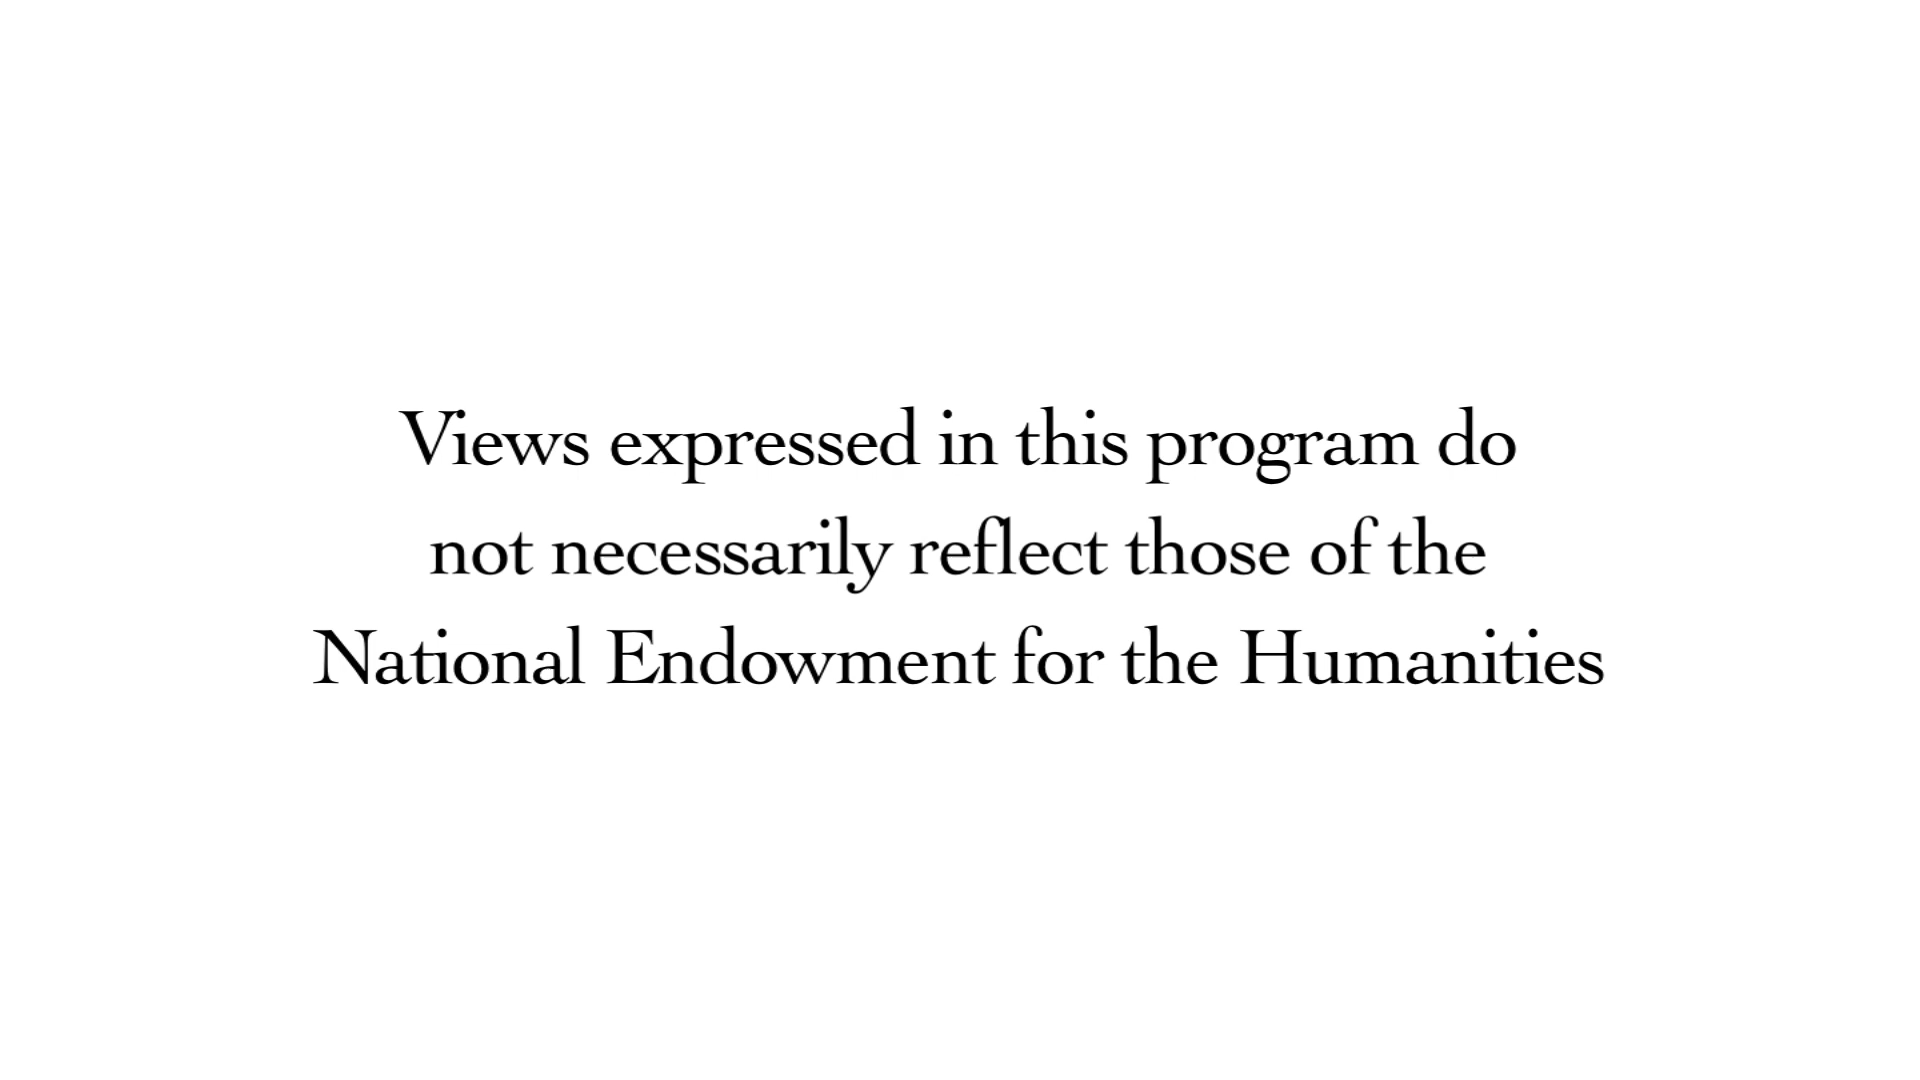 Views expressed in this program do
not necessarily reflect those of the
National Endowment for the Humanities